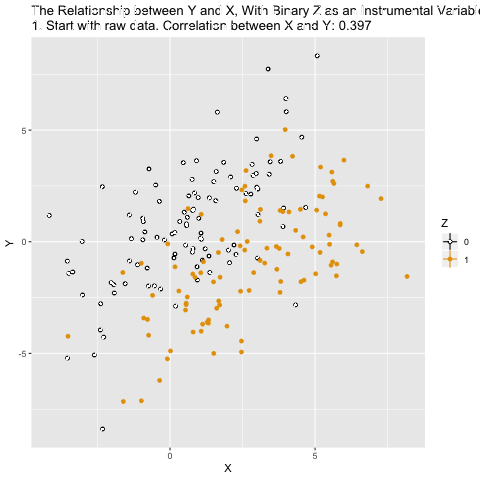 The Relationship between Y and X, With Binary Z as an Instrumental Variable
1. Start with raw data. Correlation between X and Y: 0.397
5
0
-5
Y
0
5
X
Z
0
1